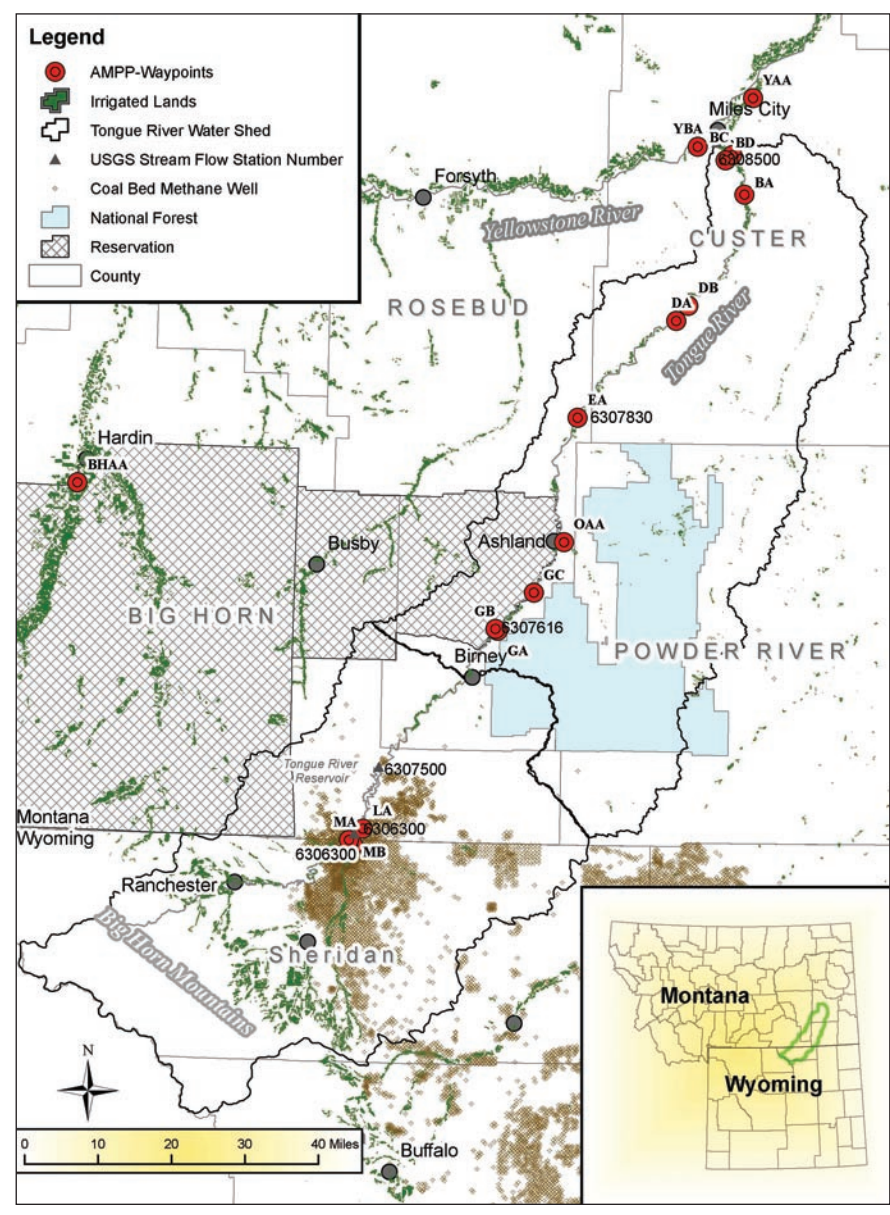 Legend
AMPP-Waypoints
Irrigated Lands
Tongue River Water Shed
USGS Stream Flow Station Number
Coal Bed Methane Well
National Forest
Reservation
County
YAA
Miles City
YBA
BC
BD
6308500
BA
Forsyth
Yellowstone River
CUSTER
ROSEBUD
DB
DA
Tongue River
EA
6307830
Hardin
BHAA
OAA
Ashland
Busby
GC
BIG HORN
GB
6307616
GA
POWDER RIVER
Birney
Tongue River
Reservoir
6307500
Montana
Wyoming
MA
LA
6306300
6306300
MB
Ranchester
Big Horn Mountains
Sheridan
N
0 10 20 30 40 Miles
Buffalo
Montana
Wyoming